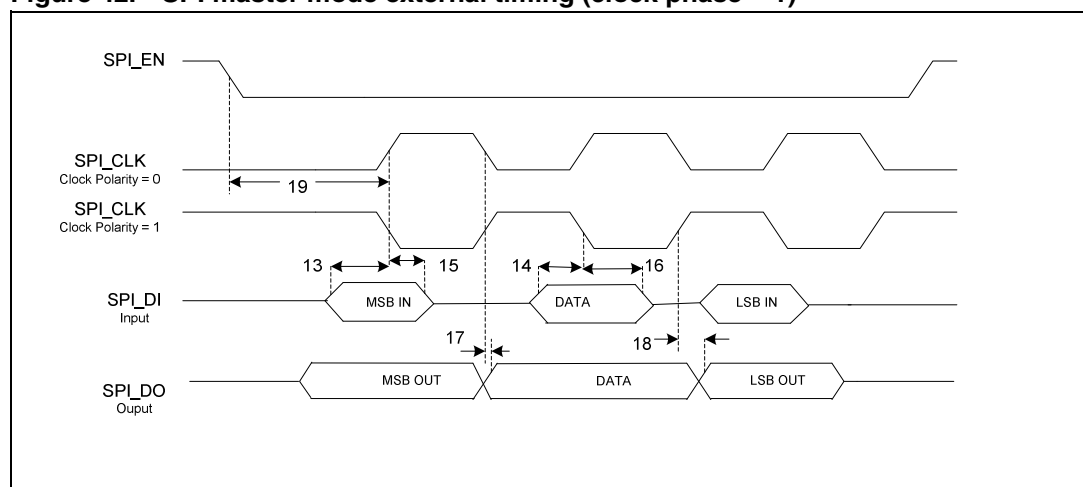 Figure 42. SPI master mode external timing (clock phase = 1)
SPI_EN
SPI_CLK
Clock Polarity = 0
19
SPI_CLK
Clock Polarity = 1
13
15
14
16
SPI_DI
Input
MSB IN
DATA
LSB IN
17
18
SPI_DO
Ouput
MSB OUT
DATA
LSB OUT